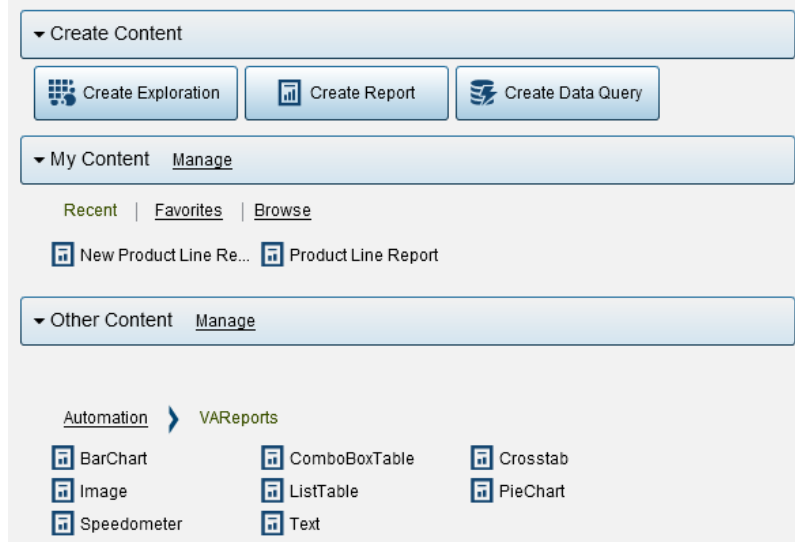 Create Content
Create Exploration Create Report Create Data Query
My Content Manage
Recent | Favorites | Browse
New Product Line Re... Product Line Report
Other Content Manage
Automation VAReports
BarChart ComboBoxTable Crosstab
Image ListTable PieChart
Speedometer Text